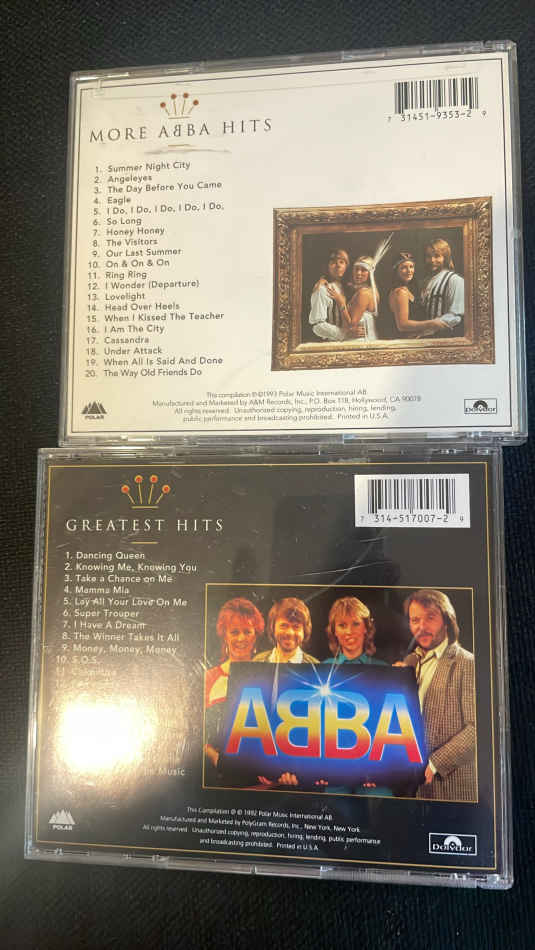 MORE ABBA HITS
7 31451-9353-2 9
1. Summer Night City
2. Angeleyes
3. The Day Before You Came
4. Eagle
5. I Do, I Do, I Do, I Do, I Do,
6. So Long
7. Honey Honey
8. The Visitors
9. Our Last Summer
10. On & On & On
11. Ring Ring
12. I Wonder (Departure)
13. Lovelight
14. Head Over Heels
15. When I Kissed The Teacher
16. I Am The City
17. Cassandra
18. Under Attack
19. When All Is Said And Done
20. The Way Old Friends Do
POLAR
This compilation ℗©1993 Polar Music International AB
Manufactured and Marketed by A&M Records, Inc., P.O. Box 118, Hollywood, CA 90078
All rights reserved. Unauthorized copying, reproduction, hiring, lending,
public performance and broadcasting prohibited. Printed in U.S.A.
Polydor
GREATEST HITS
7 314-517007-2 9
1. Dancing Queen
2. Knowing Me, Knowing You
3. Take a Chance on Me
4. Mamma Mia
5. Lay All Your Love On Me
6. Super Trouper
7. I Have A Dream
8. The Winner Takes It All
9. Money, Money, Money
10. S.O.S.
11. Chiquitita
Music
ABBA
POLAR
This Compilation ℗ © 1992 Polar Music International AB
Manufactured and Marketed by PolyGram Records, Inc., New York, New York
All rights reserved. Unauthorized copying, reproduction, hiring, lending, public performance
and broadcasting prohibited. Printed in U.S.A.
Polydor